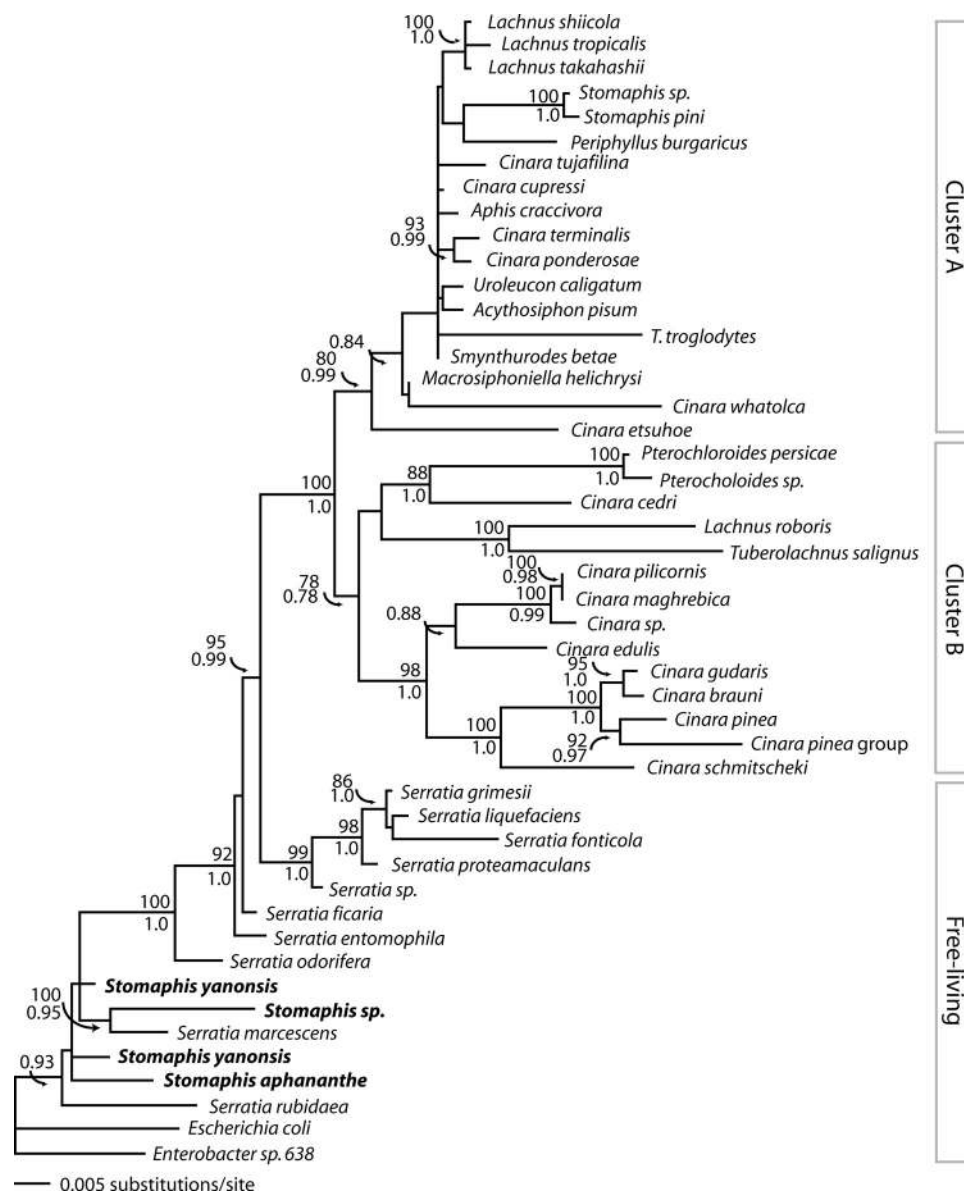 100
1.0
Lachnus shiicola
Lachnus tropicalis
Lachnus takahashii
100
1.0
Stomaphis sp.
Stomaphis pini
Periphyllus burgaricus
Cinara tujafilina
Cinara cupressi
Aphis craccivora
93
0.99
Cinara terminalis
Cinara ponderosae
Uroleucon caligatum
Acythosiphon pisum
T. troglodytes
0.84
80
0.99
Smynthurodes betae
Macrosiphoniella helichrysi
Cinara whatolca
Cinara etsuhoe
Cluster A
100
1.0
Pterochloroides persicae
Pterocholoides sp.
88
1.0
Cinara cedri
100
1.0
100
1.0
Lachnus roboris
Tuberolachnus salignus
78
0.78
100
0.98
Cinara pilicornis
Cinara maghrebica
100
0.99
Cinara sp.
0.88
Cinara edulis
98
1.0
95
1.0
Cinara gudaris
Cinara brauni
100
1.0
Cinara pinea
92
0.97
Cinara pinea group
100
1.0
Cinara schmitscheki
Cluster B
95
0.99
86
1.0
Serratia grimesii
Serratia liquefaciens
Serratia fonticola
98
1.0
Serratia proteamaculans
99
1.0
Serratia sp.
92
1.0
Serratia ficaria
Serratia entomophila
100
1.0
Serratia odorifera
Stomaphis yanonsis
100
0.95
Stomaphis sp.
Serratia marcescens
Stomaphis yanonsis
0.93
Stomaphis aphananthe
Serratia rubidaea
Escherichia coli
Enterobacter sp. 638
Free-living
0.005 substitutions/site